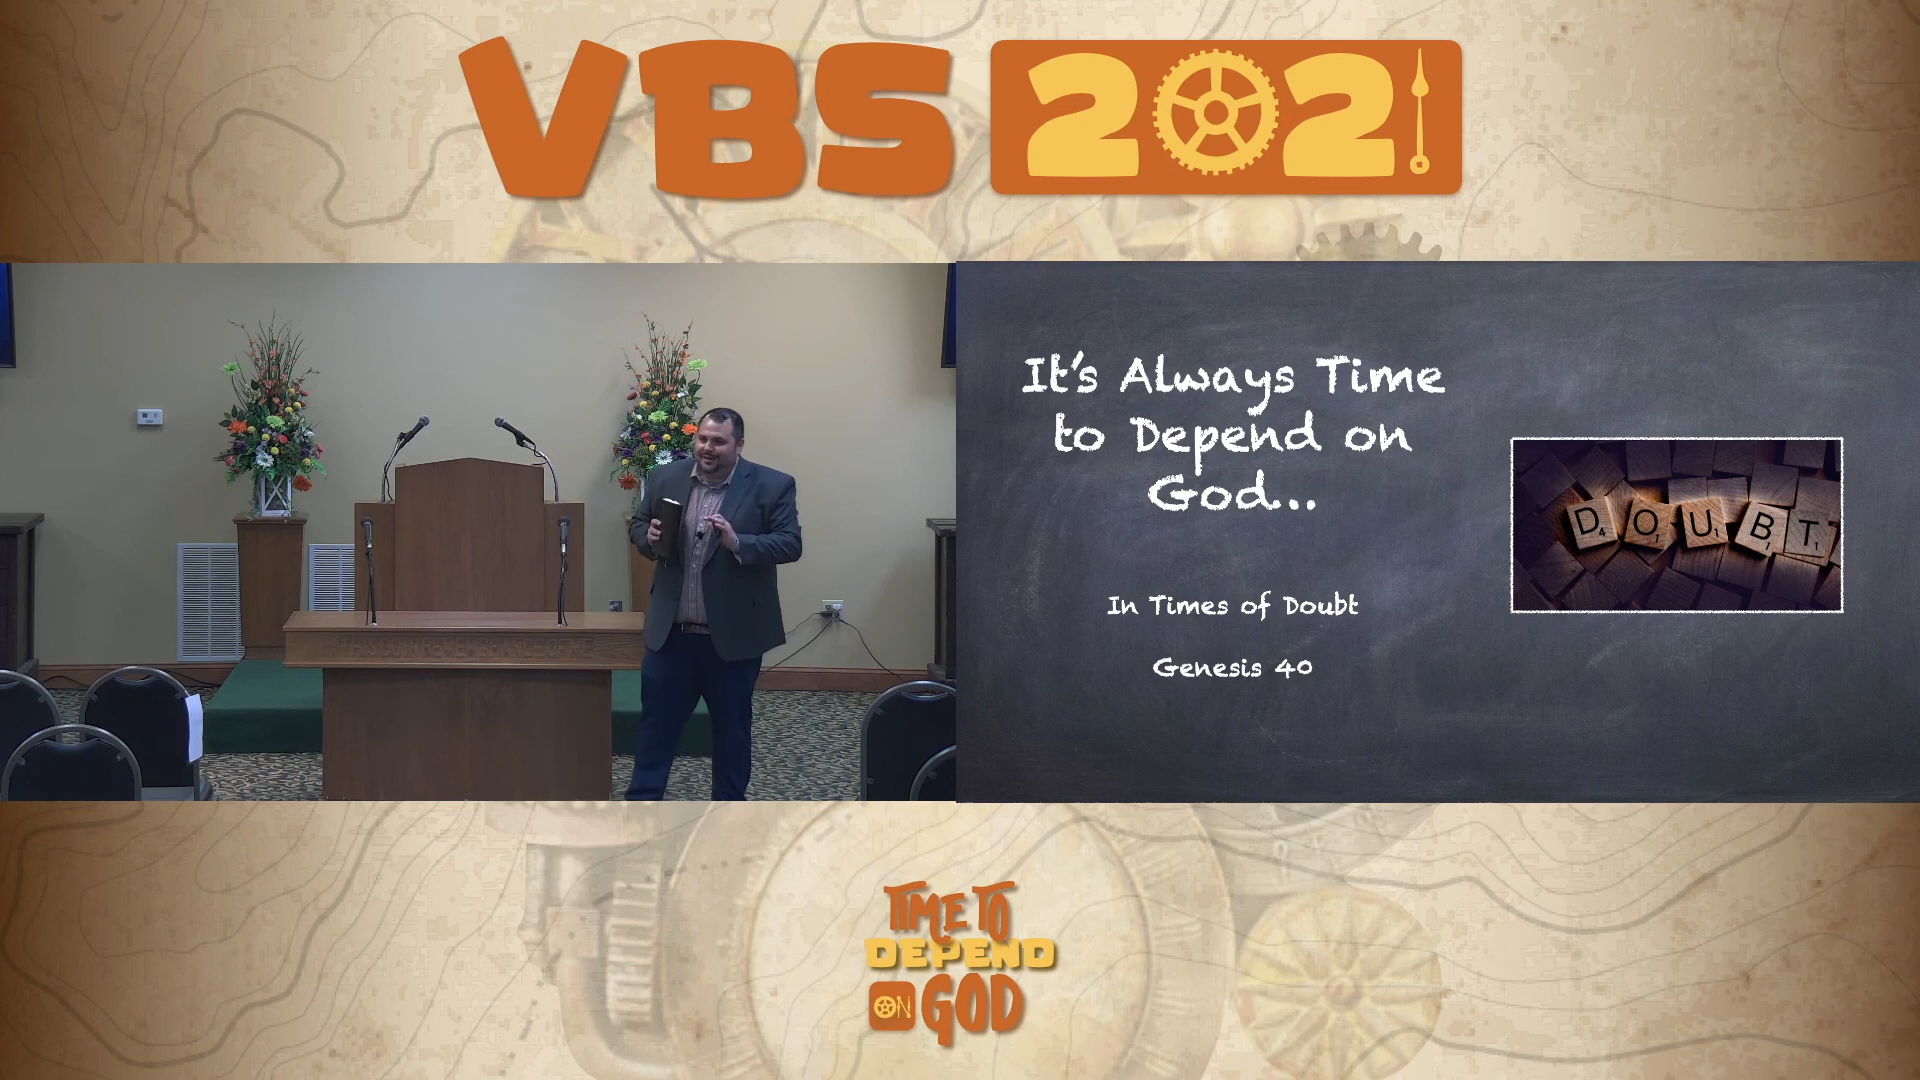 VBS 2021
It's Always Time
to Depend on
God...
DOUBT
In Times of Doubt
Genesis 40
TIME TO
DEPEND
ON GOD